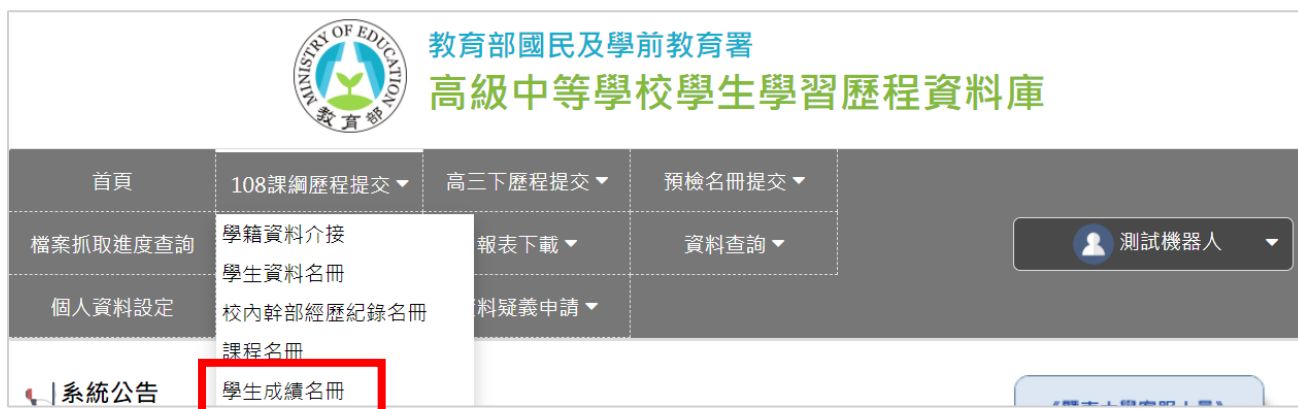 MINISTRY OF EDUCATION
教育部
教育部國民及學前教育署
高級中等學校學生學習歷程資料庫
首頁
108課綱歷程提交
高三下歷程提交
預檢名冊提交
檔案抓取進度查詢
報表下載
資料查詢
測試機器人
個人資料設定
料疑義申請
學籍資料介接
學生資料名冊
校內幹部經歷紀錄名冊
課程名冊
學生成績名冊
系統公告